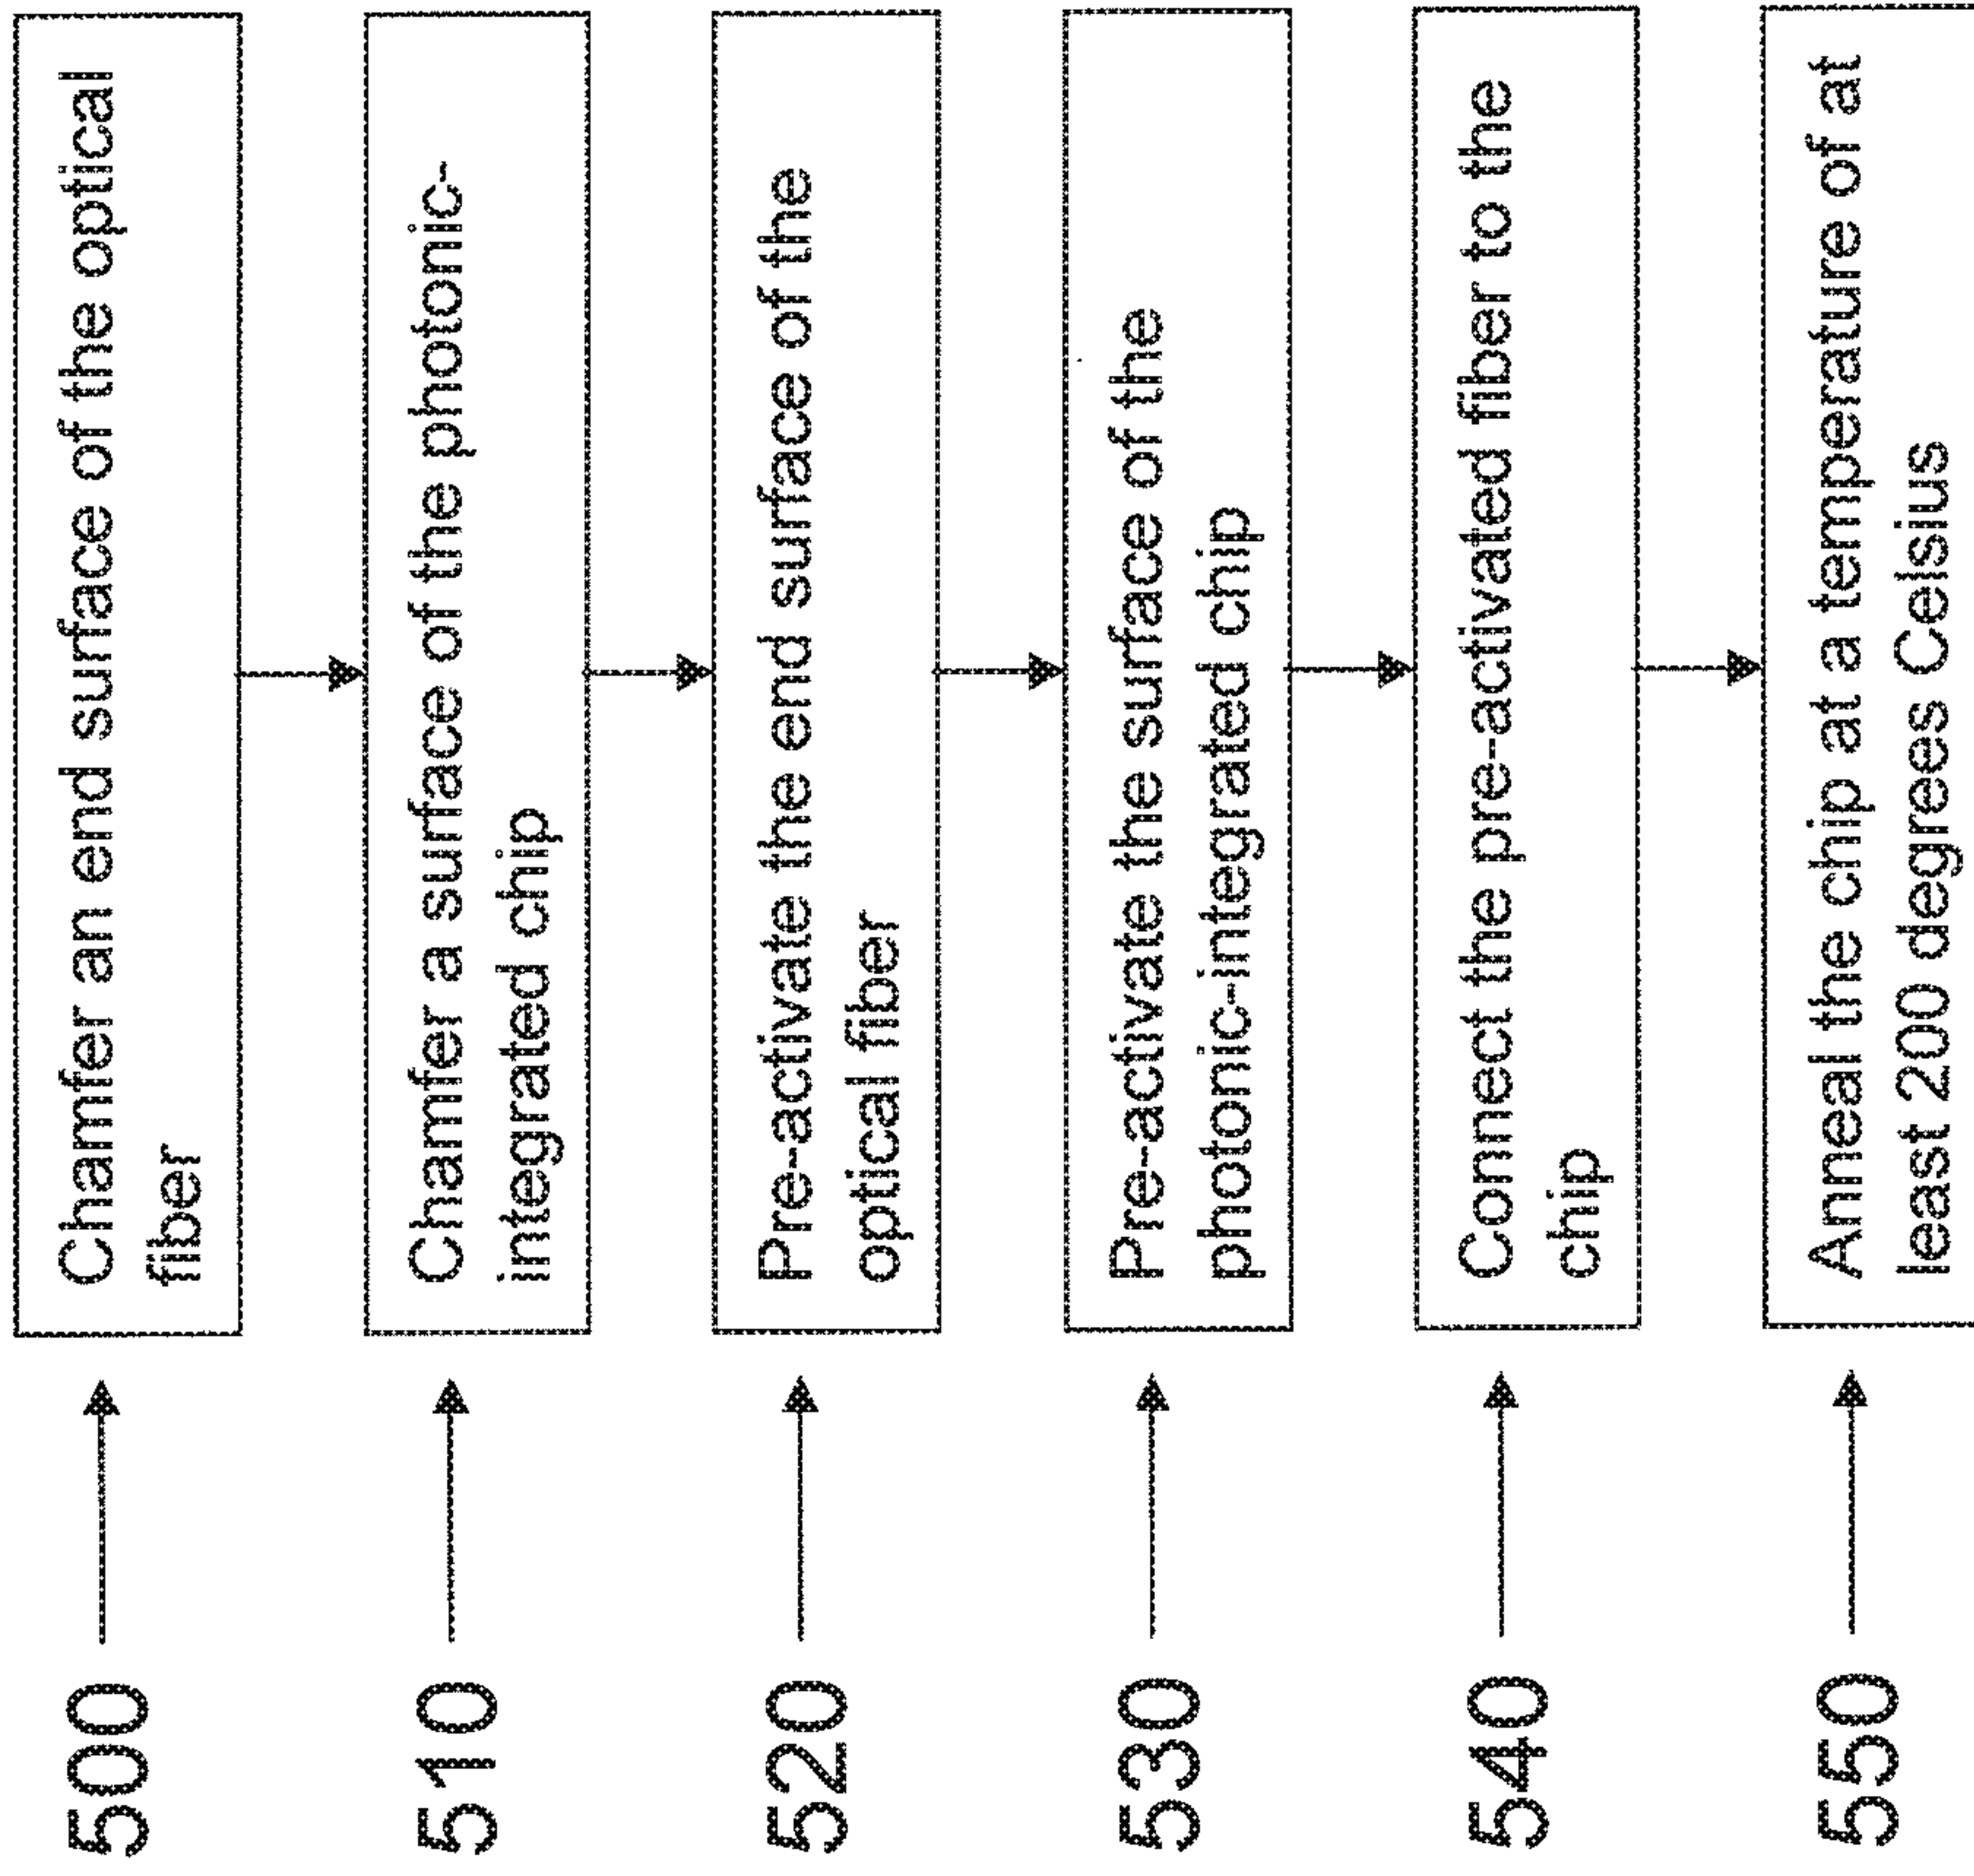 500
Chamfer an end surface of the optical
fiber
510
Chamfer a surface of the photonic-
integrated chip
520
Pre-activate the end surface of the
optical fiber
530
Pre-activate the surface of the
photonic-integrated chip
540
Connect the pre-activated fiber to the
chip
550
Anneal the chip at a temperature of at
least 200 degrees Celsius